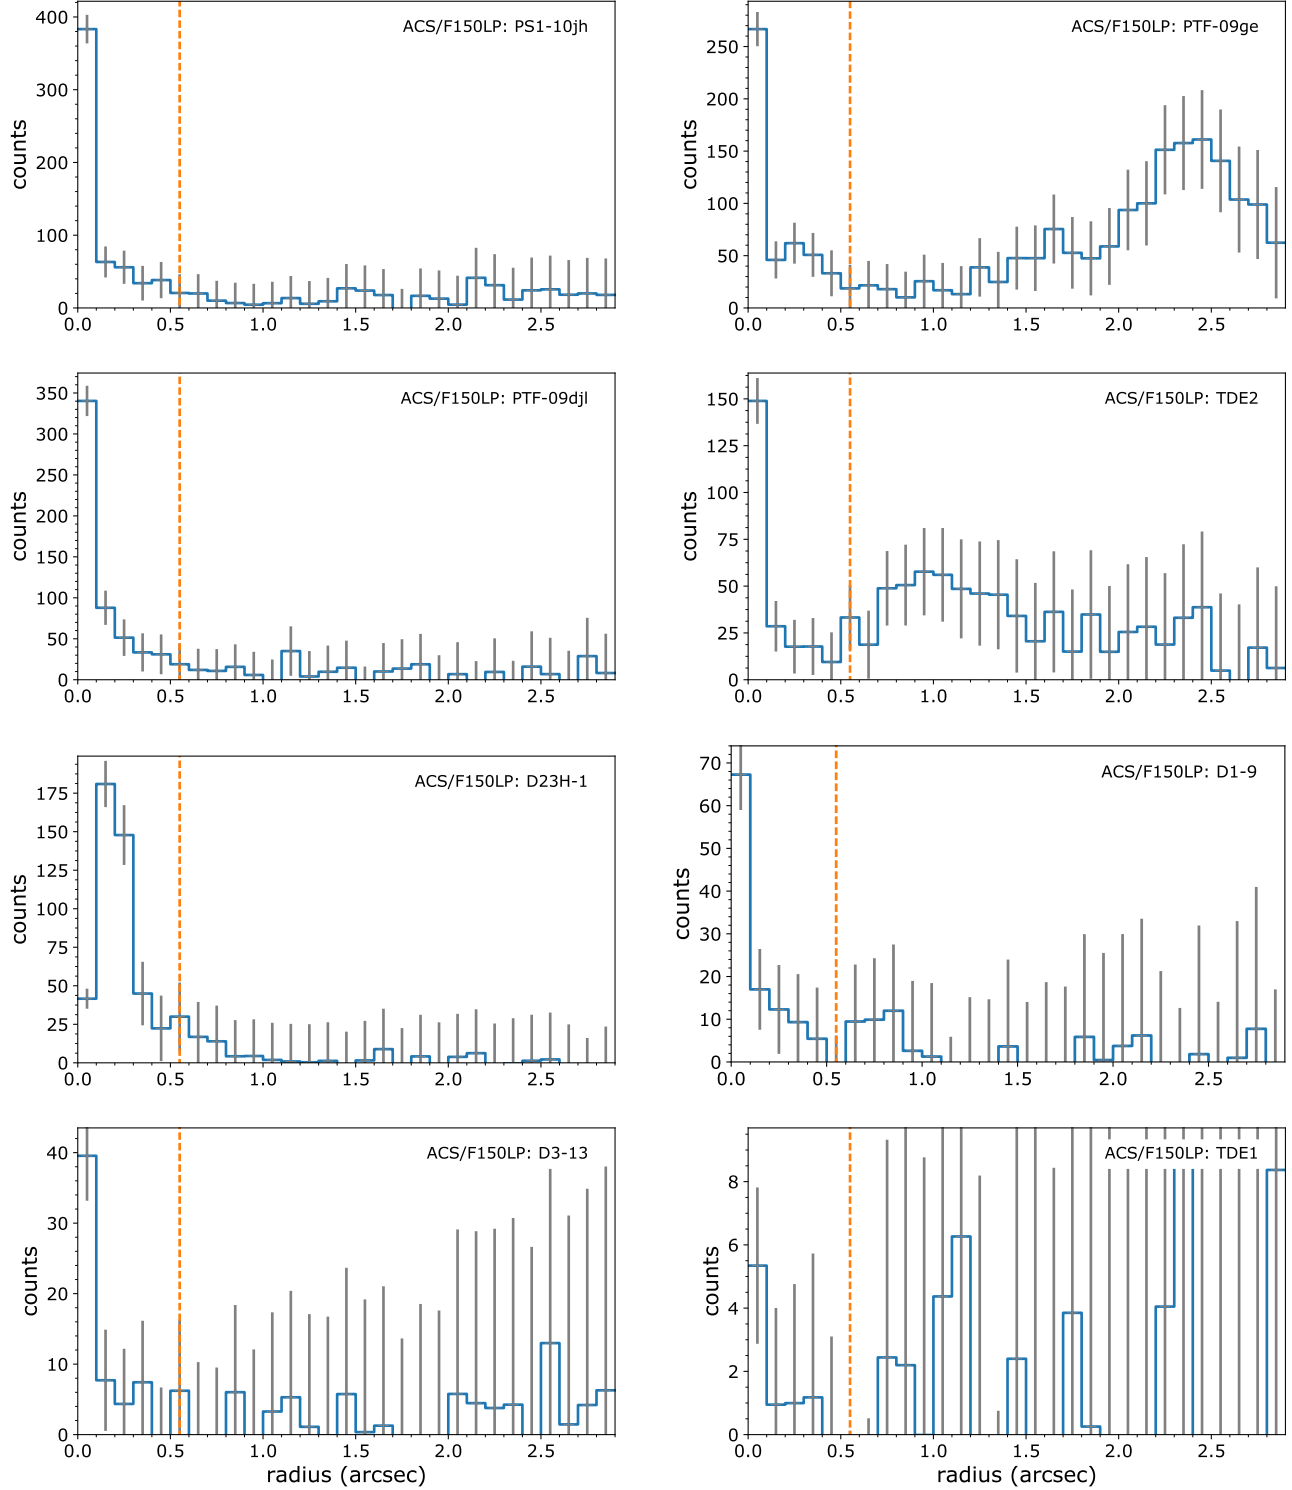 ACS/F150LP: PS1-10jh
counts
400
300
200
100
0
0.0 0.5 1.0 1.5 2.0 2.5
ACS/F150LP: PTF-09ge
counts
250
200
150
100
50
0
0.0 0.5 1.0 1.5 2.0 2.5
ACS/F150LP: PTF-09djl
counts
350
300
250
200
150
100
50
0
0.0 0.5 1.0 1.5 2.0 2.5
ACS/F150LP: TDE2
counts
150
125
100
75
50
25
0
0.0 0.5 1.0 1.5 2.0 2.5
ACS/F150LP: D23H-1
counts
175
150
125
100
75
50
25
0
0.0 0.5 1.0 1.5 2.0 2.5
ACS/F150LP: D1-9
counts
70
60
50
40
30
20
10
0
0.0 0.5 1.0 1.5 2.0 2.5
ACS/F150LP: D3-13
counts
40
30
20
10
0
0.0 0.5 1.0 1.5 2.0 2.5
radius (arcsec)
ACS/F150LP: TDE1
counts
8
6
4
2
0
0.0 0.5 1.0 1.5 2.0 2.5
radius (arcsec)